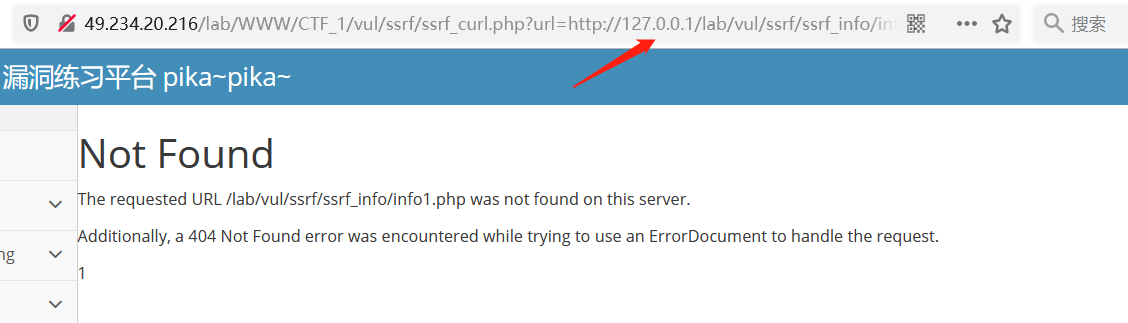 49.234.20.216/lab/WWW/CTF_1/vul/ssrf/ssrf_curl.php?url=http://127.0.0.1/lab/vul/ssrf/ssrf_info/inf
搜索
漏洞练习平台 pika~pika~
Not Found
The requested URL /lab/vul/ssrf/ssrf_info/info1.php was not found on this server.
Additionally, a 404 Not Found error was encountered while trying to use an ErrorDocument to handle the request.
ng
1